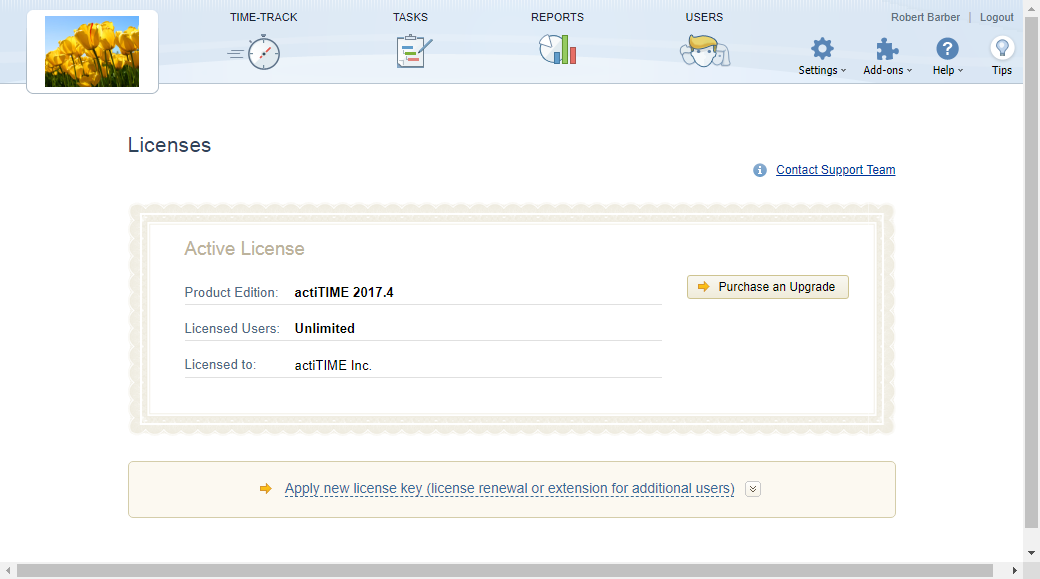 TIME-TRACK
TASKS
REPORTS
USERS
Robert Barber | Logout
Settings
Add-ons
? Help
Tips
Licenses
i Contact Support Team
Active License
Product Edition: actiTIME 2017.4
Purchase an Upgrade
Licensed Users: Unlimited
Licensed to: actiTIME Inc.
Apply new license key (license renewal or extension for additional users)